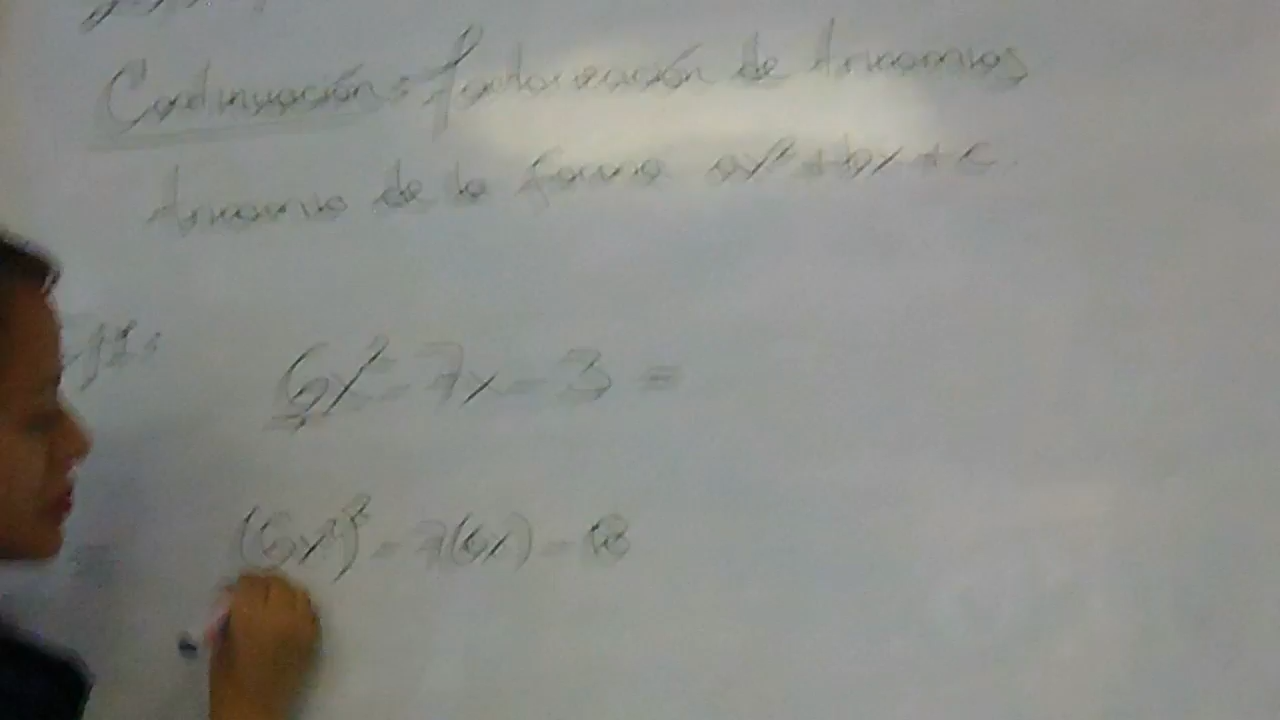 Continuación: factorización de trinomios
trinomio de la forma ax² + bx + c.
6x² - 7x - 3 =
(6x)² - 7(6x) - 18